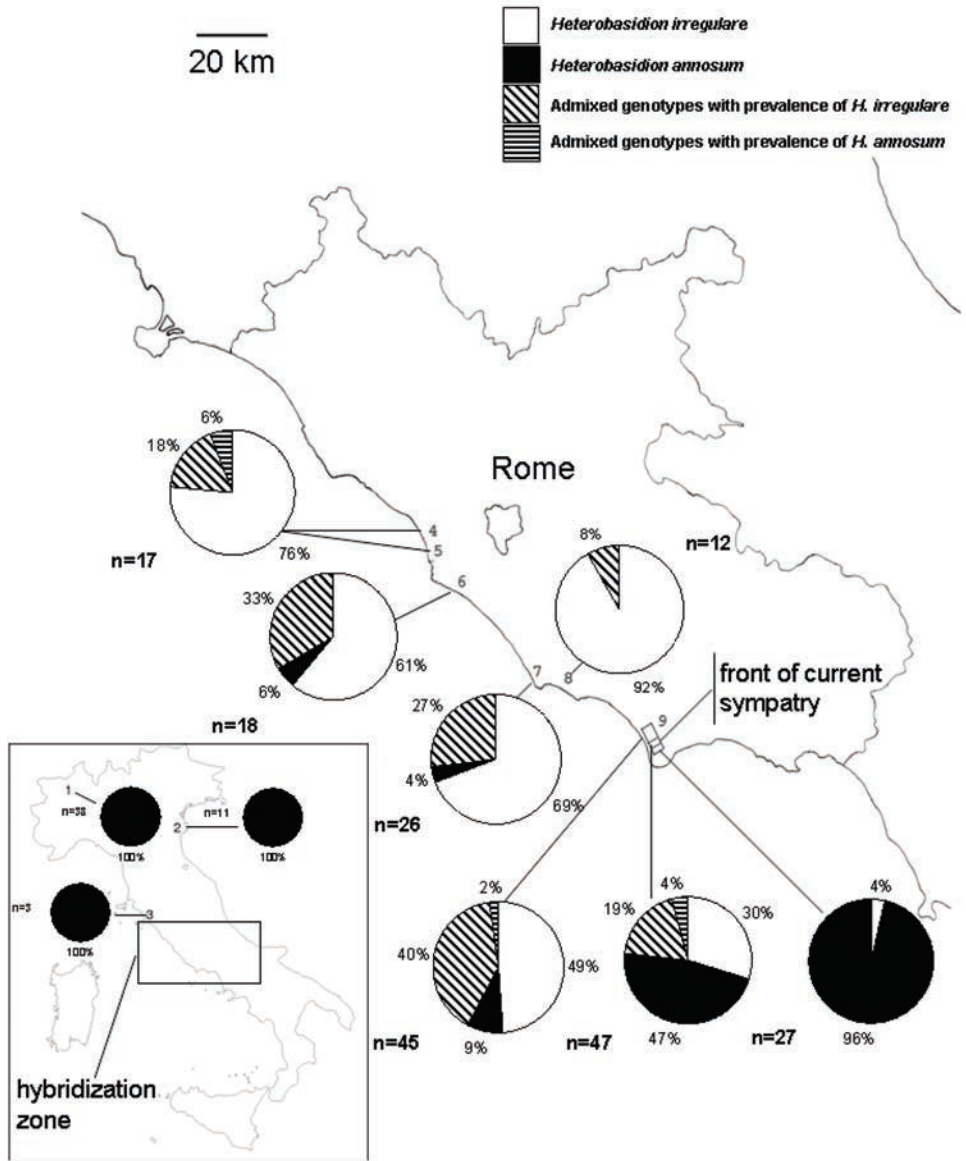 20 km
Heterobasidion irregulare
Heterobasidion annosum
Admixed genotypes with prevalence of H. irregulare
Admixed genotypes with prevalence of H. annosum
6%
18%
76%
n=17
4
5
6
Rome
n=12
8%
92%
33%
61%
6%
n=18
7
8
9
front of current
sympatry
27%
4%
69%
n=26
2%
40%
49%
9%
n=45
4%
19%
30%
47%
n=47
4%
96%
n=27
1
n=38
100%
2
n=11
100%
n=3
3
100%
hybridization
zone